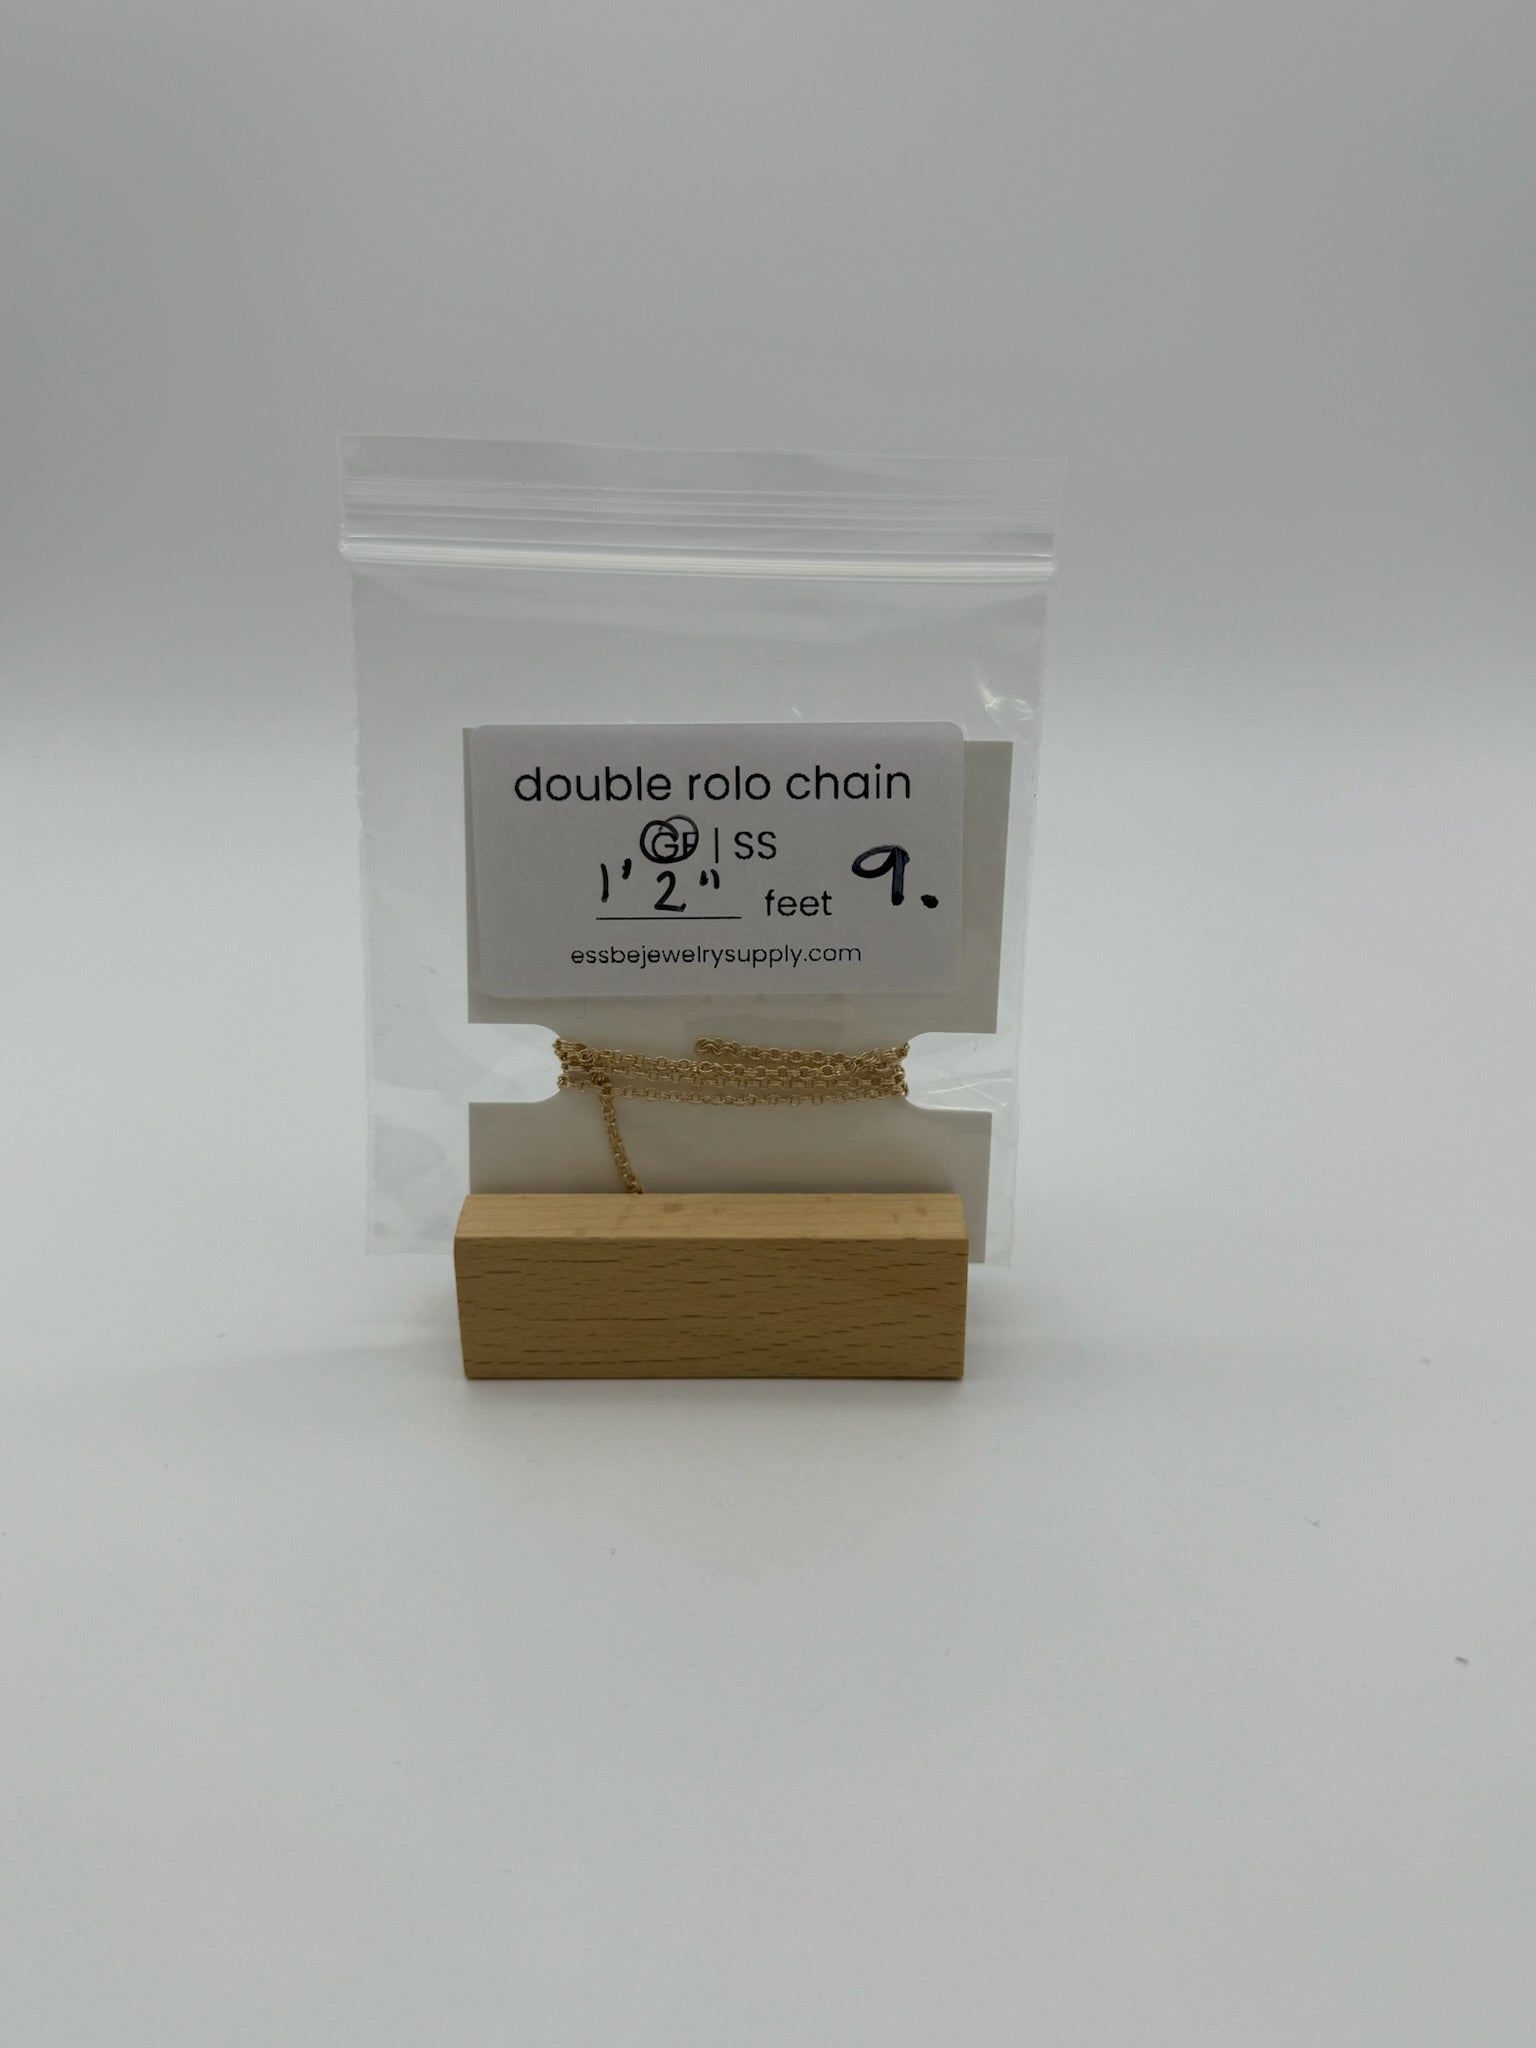 double rolo chain
GF | SS
1' 2" feet 9.
essbejewelrysupply.com